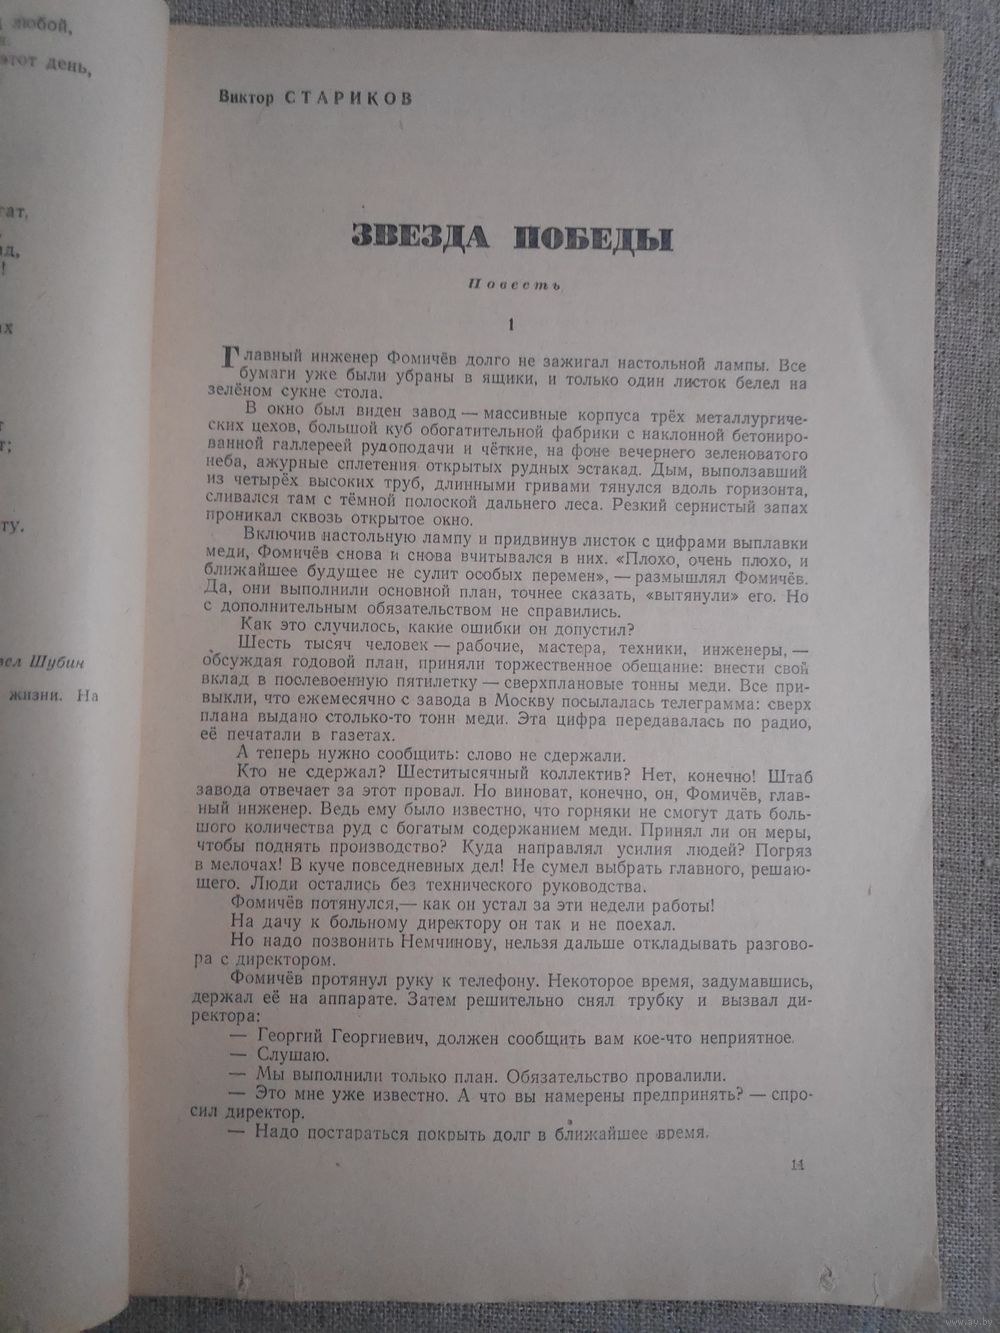 любой,
этот день,
ту.
Шубин
жизни. На
Виктор СТАРИКОВ
ЗВЕЗДА ПОБЕДЫ
Повесть
1
Главный инженер Фомичёв долго не зажигал настольной лампы. Все
бумаги уже были убраны в ящики, и только один листок белел на
зелёном сукне стола.
В окно был виден завод — массивные корпуса трёх металлургиче-
ских цехов, большой куб обогатительной фабрики с наклонной бетониро-
ванной галлереей рудоподачи и чёткие, на фоне вечернего зеленоватого
неба, ажурные сплетения открытых рудных эстакад. Дым, выползавший
из четырёх высоких труб, длинными гривами тянулся вдоль горизонта,
сливался там с тёмной полоской дальнего леса. Резкий сернистый запах
проникал сквозь открытое окно.
Включив настольную лампу и придвинув листок с цифрами выплавки
меди, Фомичёв снова и снова вчитывался в них. «Плохо, очень плохо, и
ближайшее будущее не сулит особых перемен», — размышлял Фомичёв.
Да, они выполнили основной план, точнее сказать, «вытянули» его. Но
с дополнительным обязательством не справились.
Как это случилось, какие ошибки он допустил?
Шесть тысяч человек — рабочие, мастера, техники, инженеры, —
обсуждая годовой план, приняли торжественное обещание: внести свой
вклад в послевоенную пятилетку — сверхплановые тонны меди. Все при-
выкли, что ежемесячно с завода в Москву посылалась телеграмма: сверх
плана выдано столько-то тонн меди. Эта цифра передавалась по радио,
её печатали в газетах.
А теперь нужно сообщить: слово не сдержали.
Кто не сдержал? Шеститысячный коллектив? Нет, конечно! Штаб
завода отвечает за этот провал. Но виноват, конечно, он, Фомичёв, глав-
ный инженер. Ведь ему было известно, что горняки не смогут дать боль-
шого количества руд с богатым содержанием меди. Принял ли он меры,
чтобы поднять производство? Куда направлял усилия людей? Погряз
в мелочах! В куче повседневных дел! Не сумел выбрать главного, решаю-
щего. Люди остались без технического руководства.
Фомичёв потянулся,— как он устал за эти недели работы!
На дачу к больному директору он так и не поехал.
Но надо позвонить Немчинову, нельзя дальше откладывать разгово-
ра с директором.
Фомичёв протянул руку к телефону. Некоторое время, задумавшись,
держал её на аппарате. Затем решительно снял трубку и вызвал ди-
ректора:
— Георгий Георгиевич, должен сообщить вам кое-что неприятное.
— Слушаю.
— Мы выполнили только план. Обязательство провалили.
— Это мне уже известно. А что вы намерены предпринять? — спро-
сил директор.
— Надо постараться покрыть долг в ближайшее время.
11
www.ay.by